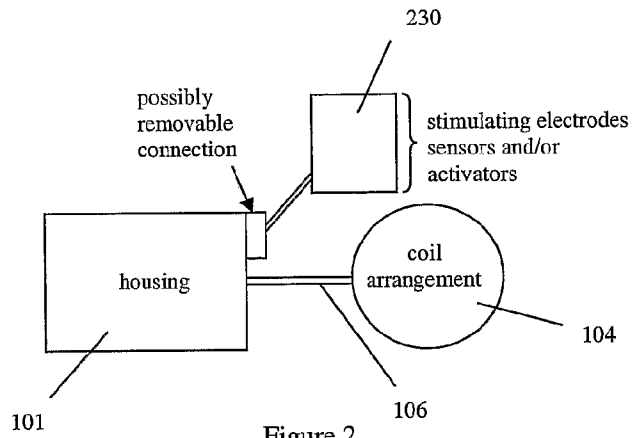 230
possibly
removable
connection
stimulating electrodes
sensors and/or
activators
housing
coil
arrangement
104
106
101
Figure 2